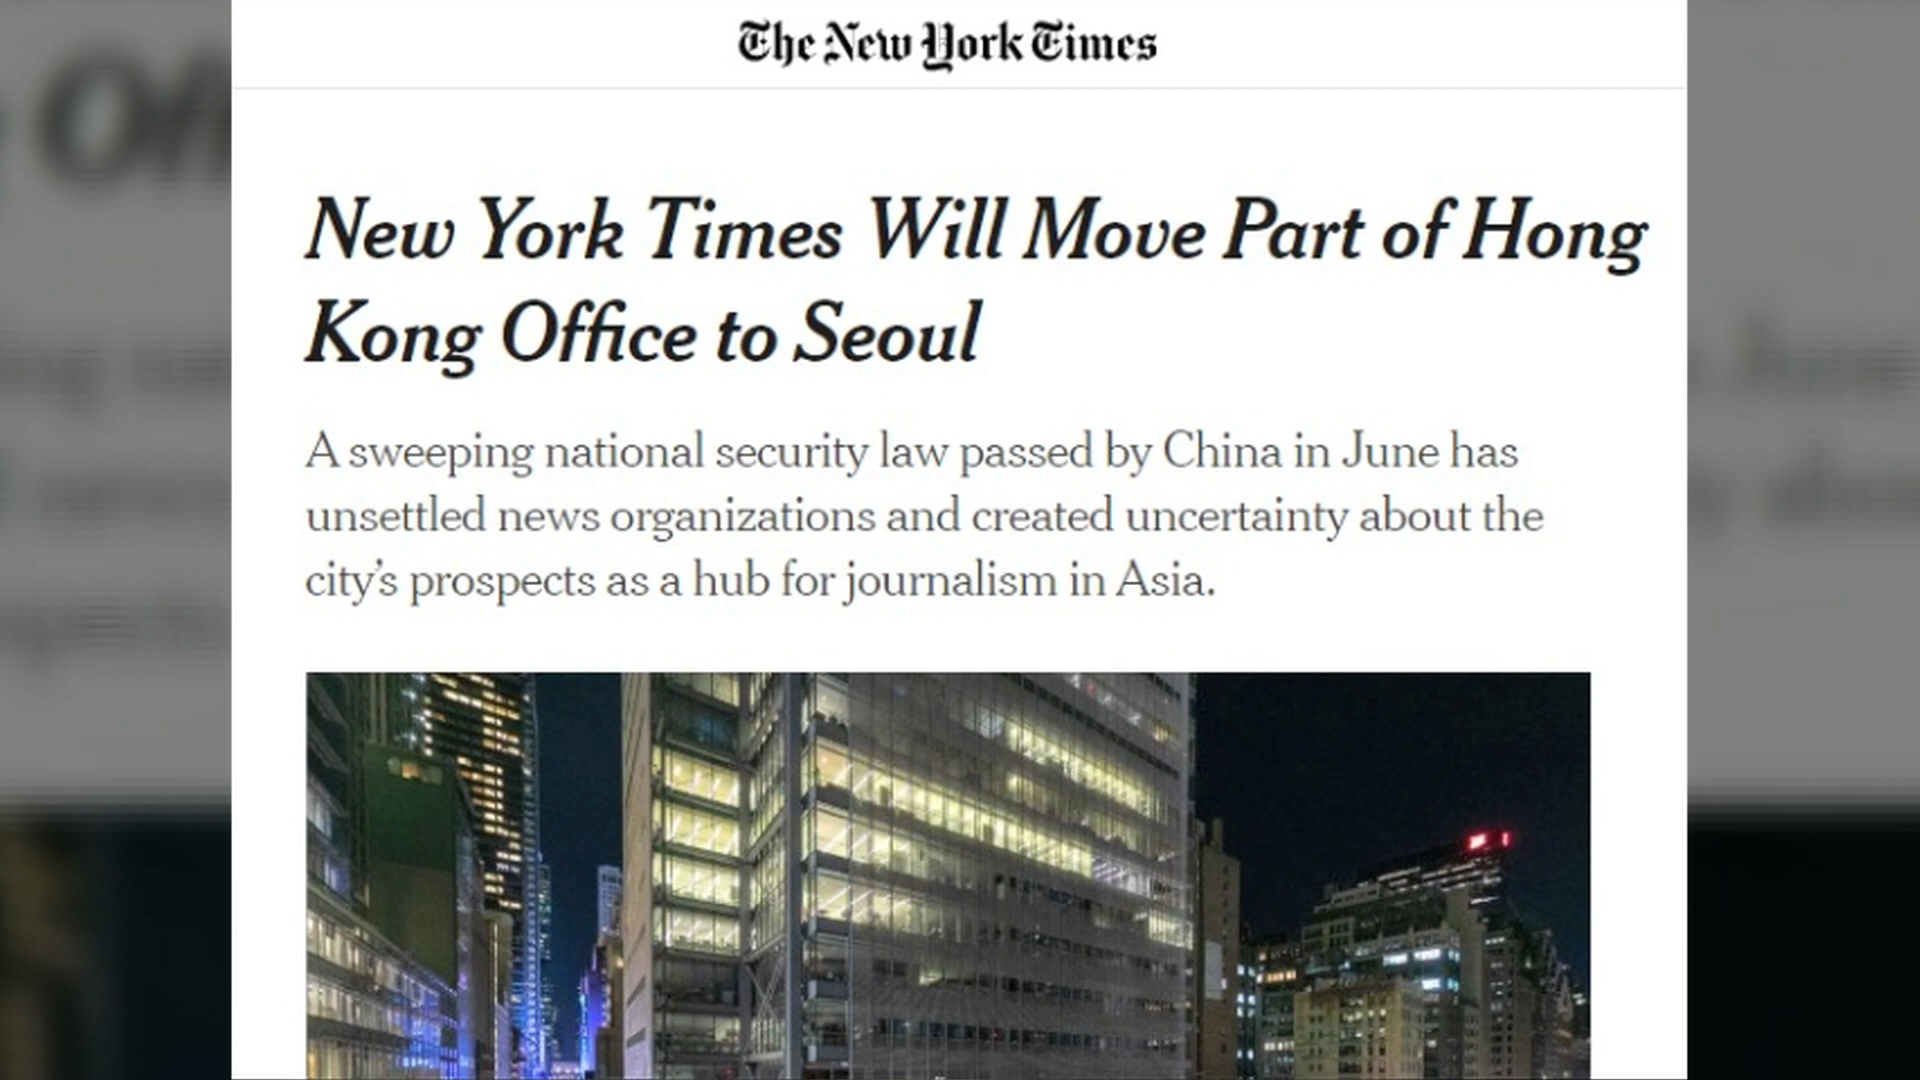 The New York Times
New York Times Will Move Part of Hong
Kong Office to Seoul
A sweeping national security law passed by China in June has
unsettled news organizations and created uncertainty about the
city’s prospects as a hub for journalism in Asia.